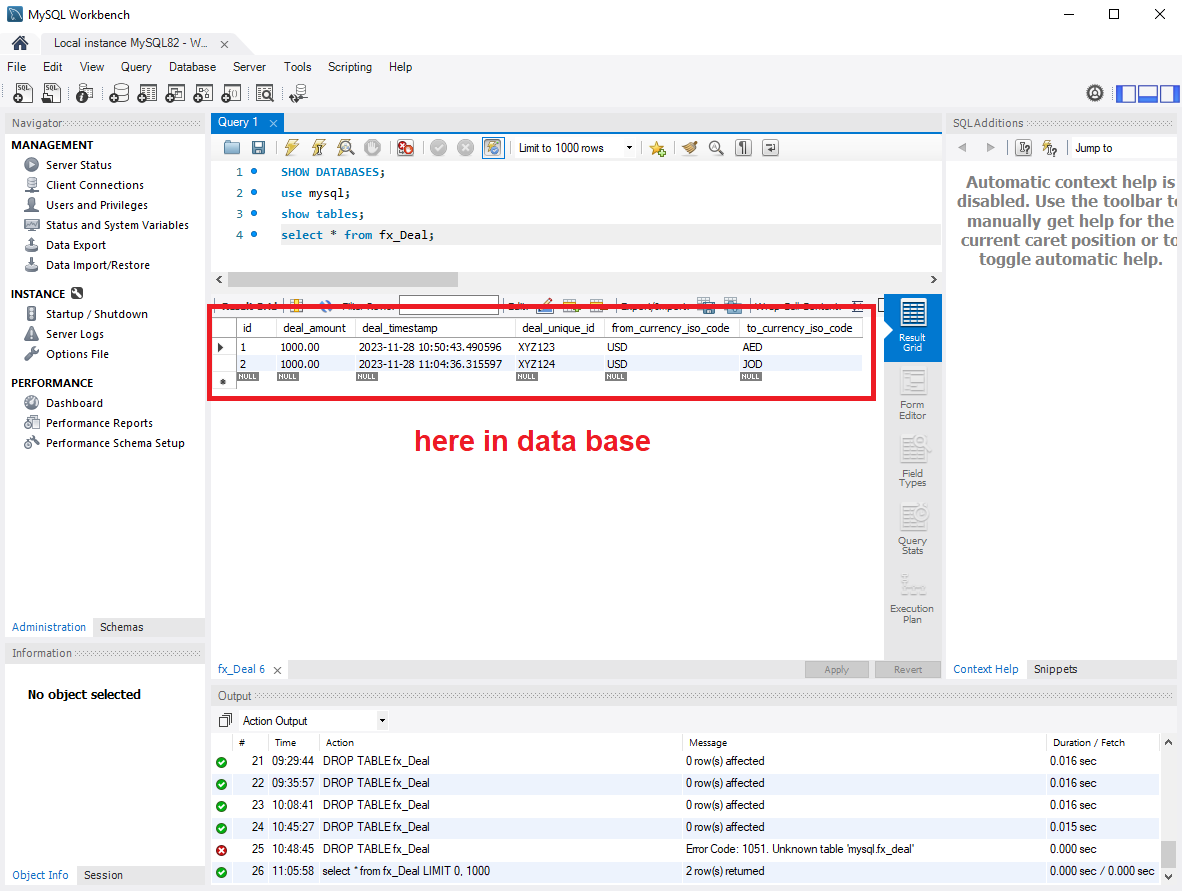 MySQL Workbench
Local instance MySQL82 - W...
File Edit View Query Database Server Tools Scripting Help
Navigator
MANAGEMENT
Server Status
Client Connections
Users and Privileges
Status and System Variables
Data Export
Data Import/Restore
INSTANCE
Startup / Shutdown
Server Logs
Options File
PERFORMANCE
Dashboard
Performance Reports
Performance Schema Setup
Administration Schemas
Information
No object selected
Object Info Session
Query 1
Limit to 1000 rows
1 SHOW DATABASES;
2 use mysql;
3 show tables;
4 select * from fx_Deal;
id deal_amount deal_timestamp deal_unique_id from_currency_iso_code to_currency_iso_code
1 1000.00 2023-11-28 10:50:43.490596 XYZ123 USD AED
2 1000.00 2023-11-28 11:04:36.315597 XYZ124 USD JOD
NULL NULL NULL NULL NULL NULL
here in data base
Result
Grid
Form
Editor
Field
Types
Query
Stats
Execution
Plan
fx_Deal 6
Apply Revert
SQLAdditions
Jump to
Automatic context help is
disabled. Use the toolbar to
manually get help for the
current caret position or to
toggle automatic help.
Context Help Snippets
Output
Action Output
# Time Action Message Duration / Fetch
21 09:29:44 DROP TABLE fx_Deal 0 row(s) affected 0.016 sec
22 09:35:57 DROP TABLE fx_Deal 0 row(s) affected 0.016 sec
23 10:08:41 DROP TABLE fx_Deal 0 row(s) affected 0.016 sec
24 10:45:27 DROP TABLE fx_Deal 0 row(s) affected 0.015 sec
25 10:48:45 DROP TABLE fx_Deal Error Code: 1051. Unknown table 'mysql.fx_deal' 0.000 sec
26 11:05:58 select * from fx_Deal LIMIT 0, 1000 2 row(s) returned 0.000 sec / 0.000 sec